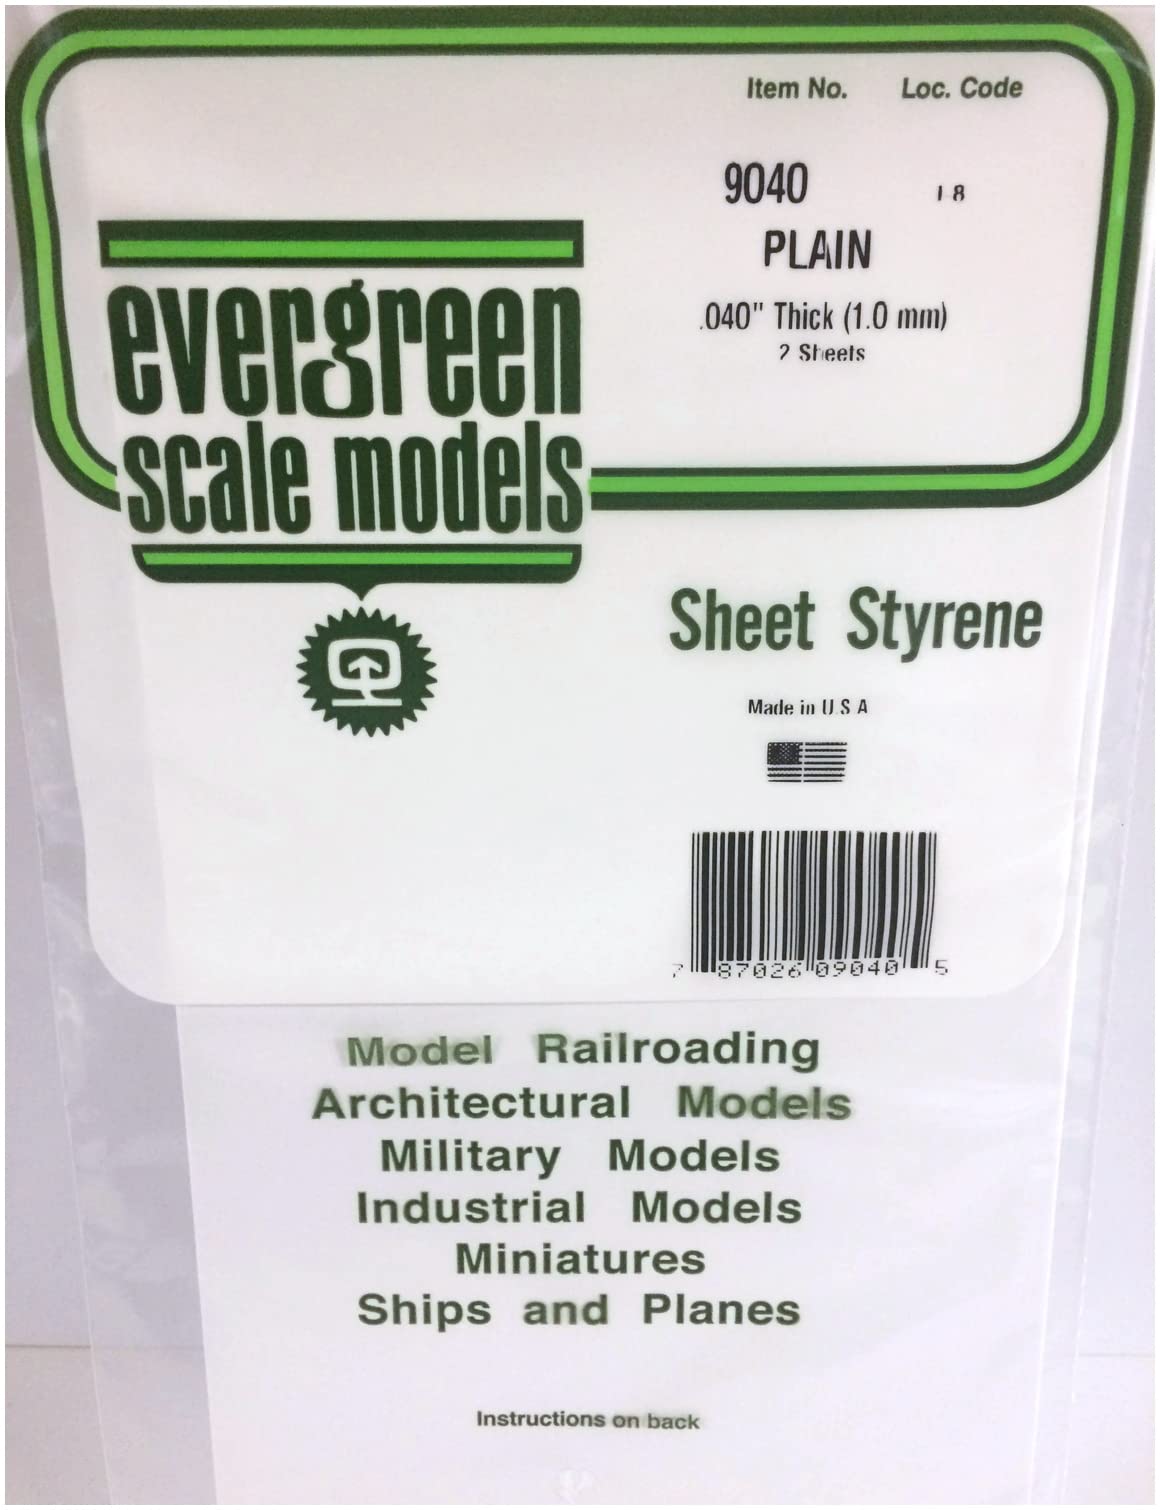 Item No. Loc. Code
9040 1 8
PLAIN
.040" Thick (1.0 mm)
2 Sheets
evergreen
scale models
Sheet Styrene
Made in U.S.A
7 87026 09040 5
Model Railroading
Architectural Models
Military Models
Industrial Models
Miniatures
Ships and Planes
Instructions on back